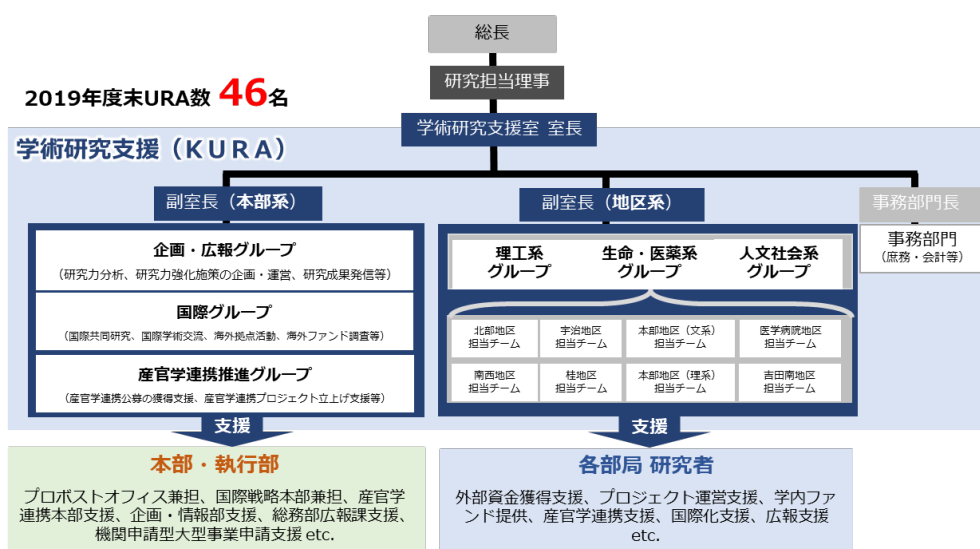 総長
研究担当理事
2019年度末URA数 46名
学術研究支援室 室長
学術研究支援（ＫＵＲＡ）
副室長（本部系）
副室長（地区系）
事務部門長
企画・広報グループ
（研究力分析、研究力強化施策の企画・運営、研究成果発信等）
国際グループ
（国際共同研究、国際学術交流、海外拠点活動、海外ファンド調査等）
産官学連携推進グループ
（産官学連携公募の獲得支援、産官学連携プロジェクト立上げ支援等）
理工系
グループ
生命・医薬系
グループ
人文社会系
グループ
事務部門
（庶務・会計等）
北部地区
担当チーム
宇治地区
担当チーム
本部地区（文系）
担当チーム
医学病院地区
担当チーム
南西地区
担当チーム
桂地区
担当チーム
本部地区（理系）
担当チーム
吉田南地区
担当チーム
支援
支援
本部・執行部
プロボストオフィス兼担、国際戦略本部兼担、産官学
連携本部支援、企画・情報部支援、総務部広報課支援、
機関申請型大型事業申請支援 etc.
各部局 研究者
外部資金獲得支援、プロジェクト運営支援、学内ファ
ンド提供、産官学連携支援、国際化支援、広報支援
etc.